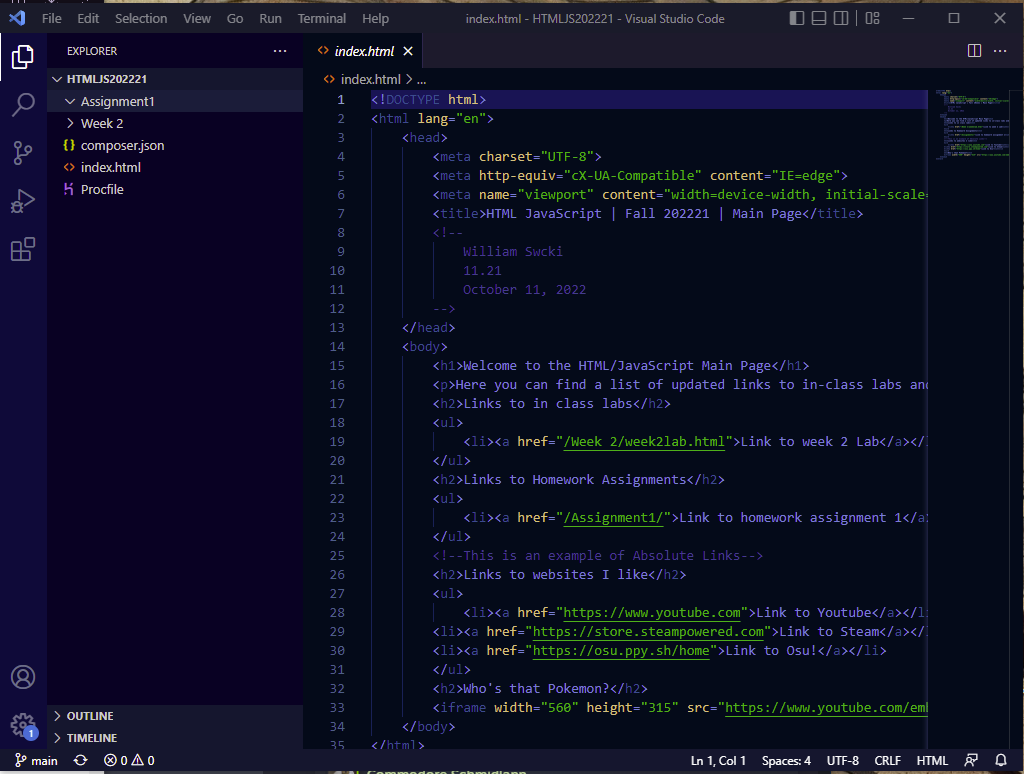 File Edit Selection View Go Run Terminal Help index.html - HTMLJS202221 - Visual Studio Code
EXPLORER
HTMLJS202221
Assignment1
Week 2
composer.json
index.html
Procfile
OUTLINE
TIMELINE
index.html
index.html > ...
1 <!DOCTYPE html>
2 <html lang="en">
3 <head>
4 <meta charset="UTF-8">
5 <meta http-equiv="cX-UA-Compatible" content="IE=edge">
6 <meta name="viewport" content="width=device-width, initial-scale=
7 <title>HTML JavaScript | Fall 202221 | Main Page</title>
8 <!--
9 William Swcki
10 11.21
11 October 11, 2022
12 -->
13 </head>
14 <body>
15 <h1>Welcome to the HTML/JavaScript Main Page</h1>
16 <p>Here you can find a list of updated links to in-class labs and
17 <h2>Links to in class labs</h2>
18 <ul>
19 <li><a href="/Week 2/week2lab.html">Link to week 2 Lab</a></l
20 </ul>
21 <h2>Links to Homework Assignments</h2>
22 <ul>
23 <li><a href="/Assignment1/">Link to homework assignment 1</a>
24 </ul>
25 <!--This is an example of Absolute Links-->
26 <h2>Links to websites I like</h2>
27 <ul>
28 <li><a href="https://www.youtube.com">Link to Youtube</a></l
29 <li><a href="https://store.steampowered.com">Link to Steam</a></l
30 <li><a href="https://osu.ppy.sh/home">Link to Osu!</a></li>
31 </ul>
32 <h2>Who's that Pokemon?</h2>
33 <iframe width="560" height="315" src="https://www.youtube.com/emb
34 </body>
35 </html>
main 0 0 Ln 1, Col 1 Spaces: 4 UTF-8 CRLF HTML
1